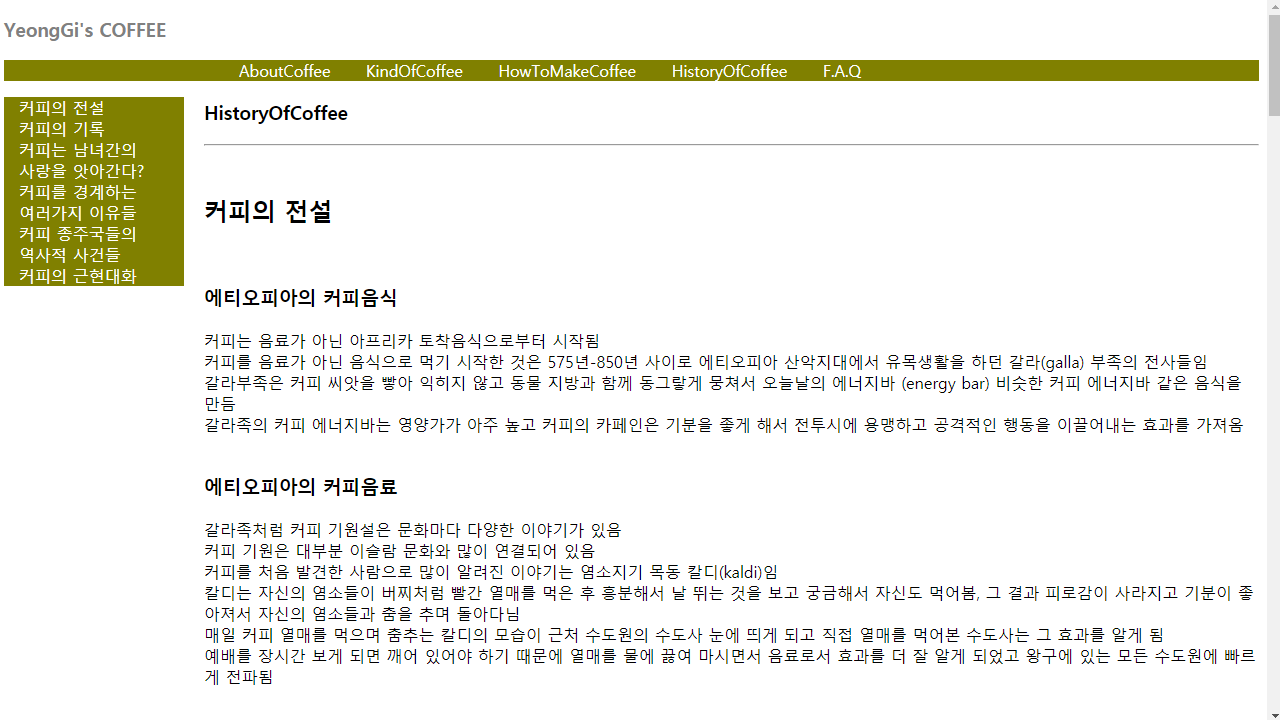 YeongGi's COFFEE
AboutCoffee KindOfCoffee HowToMakeCoffee HistoryOfCoffee F.A.Q
커피의 전설
커피의 기록
커피는 남녀간의
사랑을 앗아간다?
커피를 경계하는
여러가지 이유들
커피 종주국들의
역사적 사건들
커피의 근현대화
HistoryOfCoffee
커피의 전설
에티오피아의 커피음식
커피는 음료가 아닌 아프리카 토착음식으로부터 시작됨
커피를 음료가 아닌 음식으로 먹기 시작한 것은 575년-850년 사이로 에티오피아 산악지대에서 유목생활을 하던 갈라(galla) 부족의 전사들임
갈라부족은 커피 씨앗을 빻아 익히지 않고 동물 지방과 함께 동그랗게 뭉쳐서 오늘날의 에너지바 (energy bar) 비슷한 커피 에너지바 같은 음식을
만듬
갈라족의 커피 에너지바는 영양가가 아주 높고 커피의 카페인은 기분을 좋게 해서 전투시에 용맹하고 공격적인 행동을 이끌어내는 효과를 가져옴
에티오피아의 커피음료
갈라족처럼 커피 기원설은 문화마다 다양한 이야기가 있음
커피 기원은 대부분 이슬람 문화와 많이 연결되어 있음
커피를 처음 발견한 사람으로 많이 알려진 이야기는 염소지기 목동 칼디(kaldi)임
칼디는 자신의 염소들이 버찌처럼 빨간 열매를 먹은 후 흥분해서 날 뛰는 것을 보고 궁금해서 자신도 먹어봄, 그 결과 피로감이 사라지고 기분이 좋
아져서 자신의 염소들과 춤을 추며 돌아다님
매일 커피 열매를 먹으며 춤추는 칼디의 모습이 근처 수도원의 수도사 눈에 띄게 되고 직접 열매를 먹어본 수도사는 그 효과를 알게 됨
예배를 장시간 보게 되면 깨어 있어야 하기 때문에 열매를 물에 끓여 마시면서 음료로서 효과를 더 잘 알게 되었고 왕구에 있는 모든 수도원에 빠르
게 전파됨